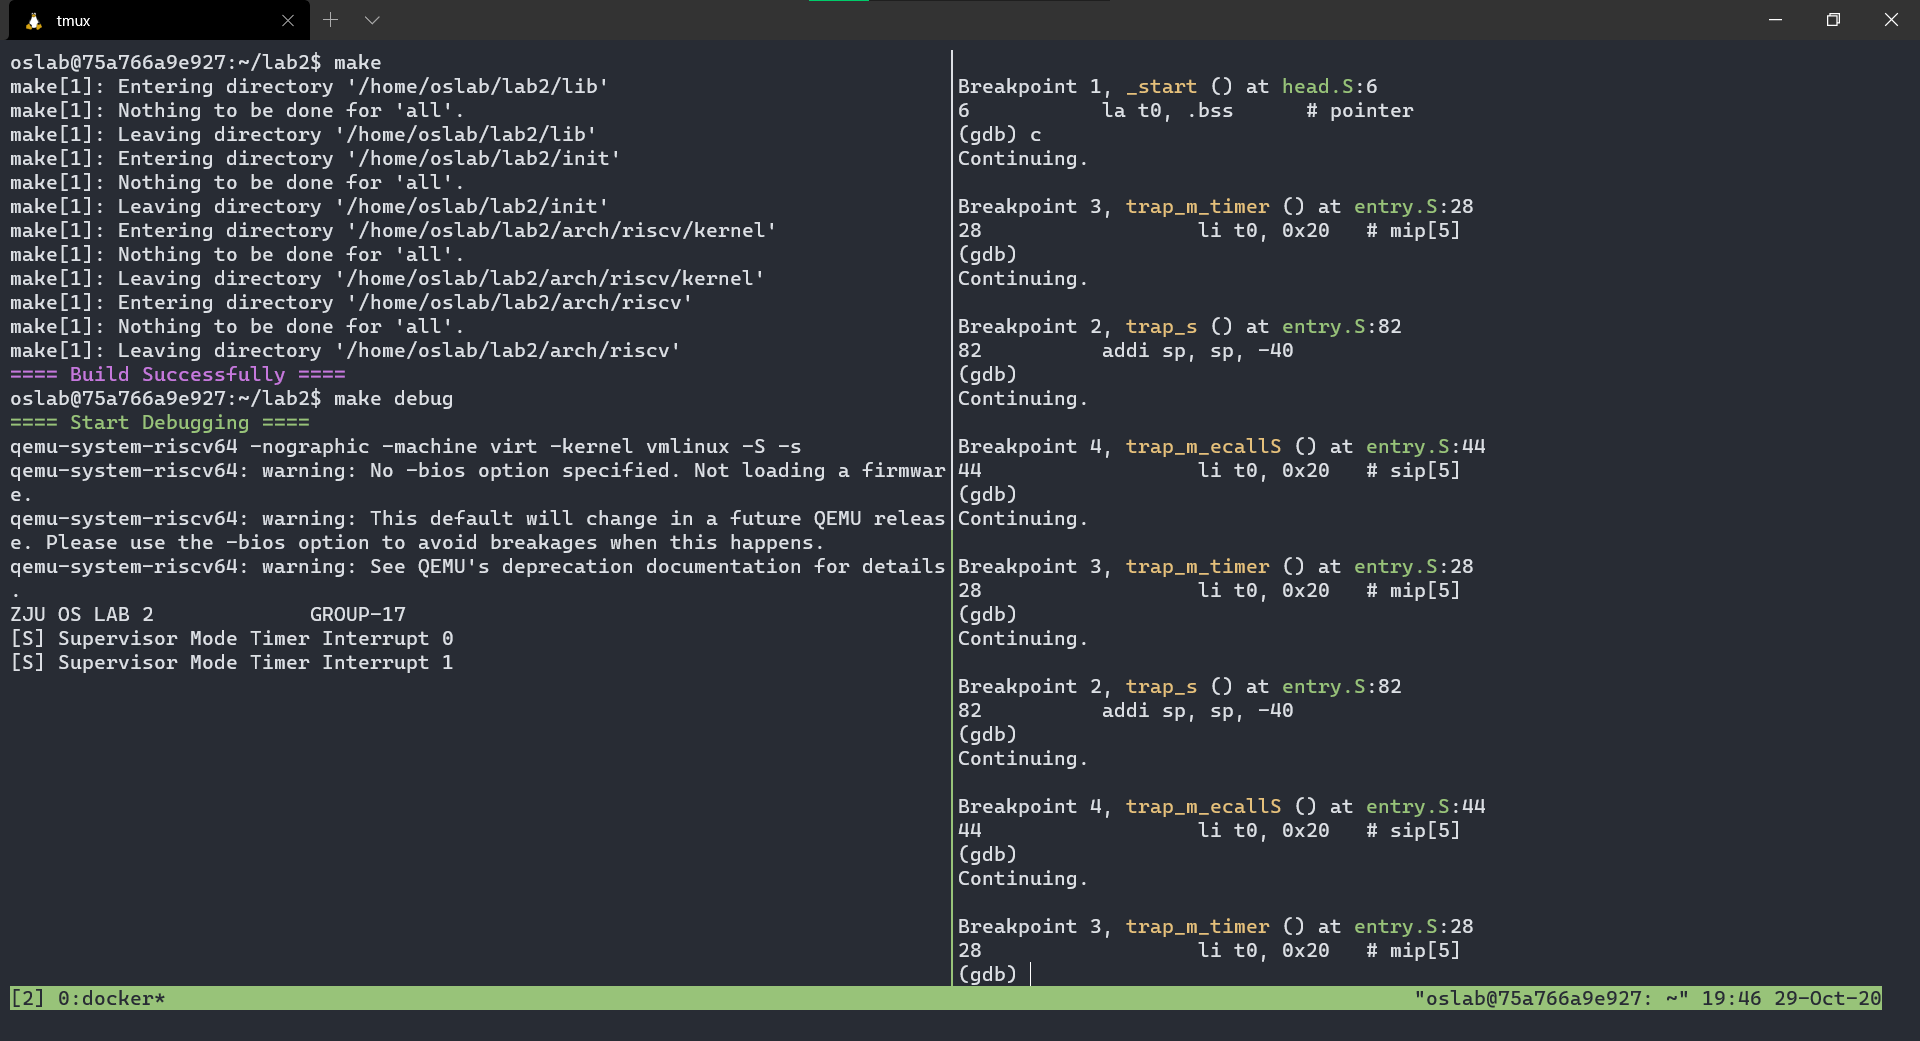 tmux
oslab@75a766a9e927:~/lab2$ make
make[1]: Entering directory '/home/oslab/lab2/lib'
make[1]: Nothing to be done for 'all'.
make[1]: Leaving directory '/home/oslab/lab2/lib'
make[1]: Entering directory '/home/oslab/lab2/init'
make[1]: Nothing to be done for 'all'.
make[1]: Leaving directory '/home/oslab/lab2/init'
make[1]: Entering directory '/home/oslab/lab2/arch/riscv/kernel'
make[1]: Nothing to be done for 'all'.
make[1]: Leaving directory '/home/oslab/lab2/arch/riscv/kernel'
make[1]: Entering directory '/home/oslab/lab2/arch/riscv'
make[1]: Nothing to be done for 'all'.
make[1]: Leaving directory '/home/oslab/lab2/arch/riscv'
==== Build Successfully ====
oslab@75a766a9e927:~/lab2$ make debug
==== Start Debugging ====
qemu-system-riscv64 -nographic -machine virt -kernel vmlinux -S -s
qemu-system-riscv64: warning: No -bios option specified. Not loading a firmwar
e.
qemu-system-riscv64: warning: This default will change in a future QEMU releas
e. Please use the -bios option to avoid breakages when this happens.
qemu-system-riscv64: warning: See QEMU's deprecation documentation for details
.
ZJU OS LAB 2             GROUP-17
[S] Supervisor Mode Timer Interrupt 0
[S] Supervisor Mode Timer Interrupt 1
Breakpoint 1, _start () at head.S:6
6           la t0, .bss      # pointer
(gdb) c
Continuing.
Breakpoint 3, trap_m_timer () at entry.S:28
28                  li t0, 0x20   # mip[5]
(gdb)
Continuing.
Breakpoint 2, trap_s () at entry.S:82
82          addi sp, sp, -40
(gdb)
Continuing.
Breakpoint 4, trap_m_ecallS () at entry.S:44
44                  li t0, 0x20   # sip[5]
(gdb)
Continuing.
Breakpoint 3, trap_m_timer () at entry.S:28
28                  li t0, 0x20   # mip[5]
(gdb)
Continuing.
Breakpoint 2, trap_s () at entry.S:82
82          addi sp, sp, -40
(gdb)
Continuing.
Breakpoint 4, trap_m_ecallS () at entry.S:44
44                  li t0, 0x20   # sip[5]
(gdb)
Continuing.
Breakpoint 3, trap_m_timer () at entry.S:28
28                  li t0, 0x20   # mip[5]
(gdb)
[2] 0:docker* "oslab@75a766a9e927: ~" 19:46 29-Oct-20